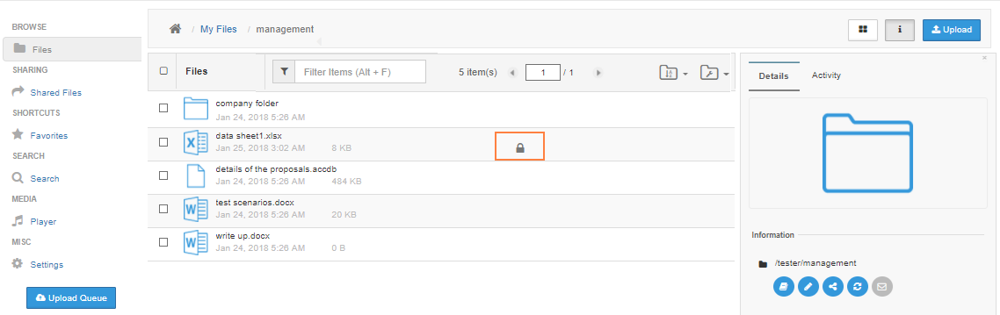 BROWSE
Files
SHARING
Shared Files
SHORTCUTS
Favorites
SEARCH
Search
MEDIA
Player
MISC
Settings
Upload Queue
/ My Files / management
i Upload
Files Filter Items (Alt + F) 5 item(s) 1 / 1
company folder
Jan 24, 2018 5:26 AM
data sheet1.xlsx
Jan 25, 2018 3:02 AM 8 KB
details of the proposals.accdb
Jan 24, 2018 5:26 AM 484 KB
test scenarios.docx
Jan 24, 2018 5:26 AM 20 KB
write up.docx
Jan 24, 2018 5:26 AM 0 B
×
Details Activity
Information
/tester/management